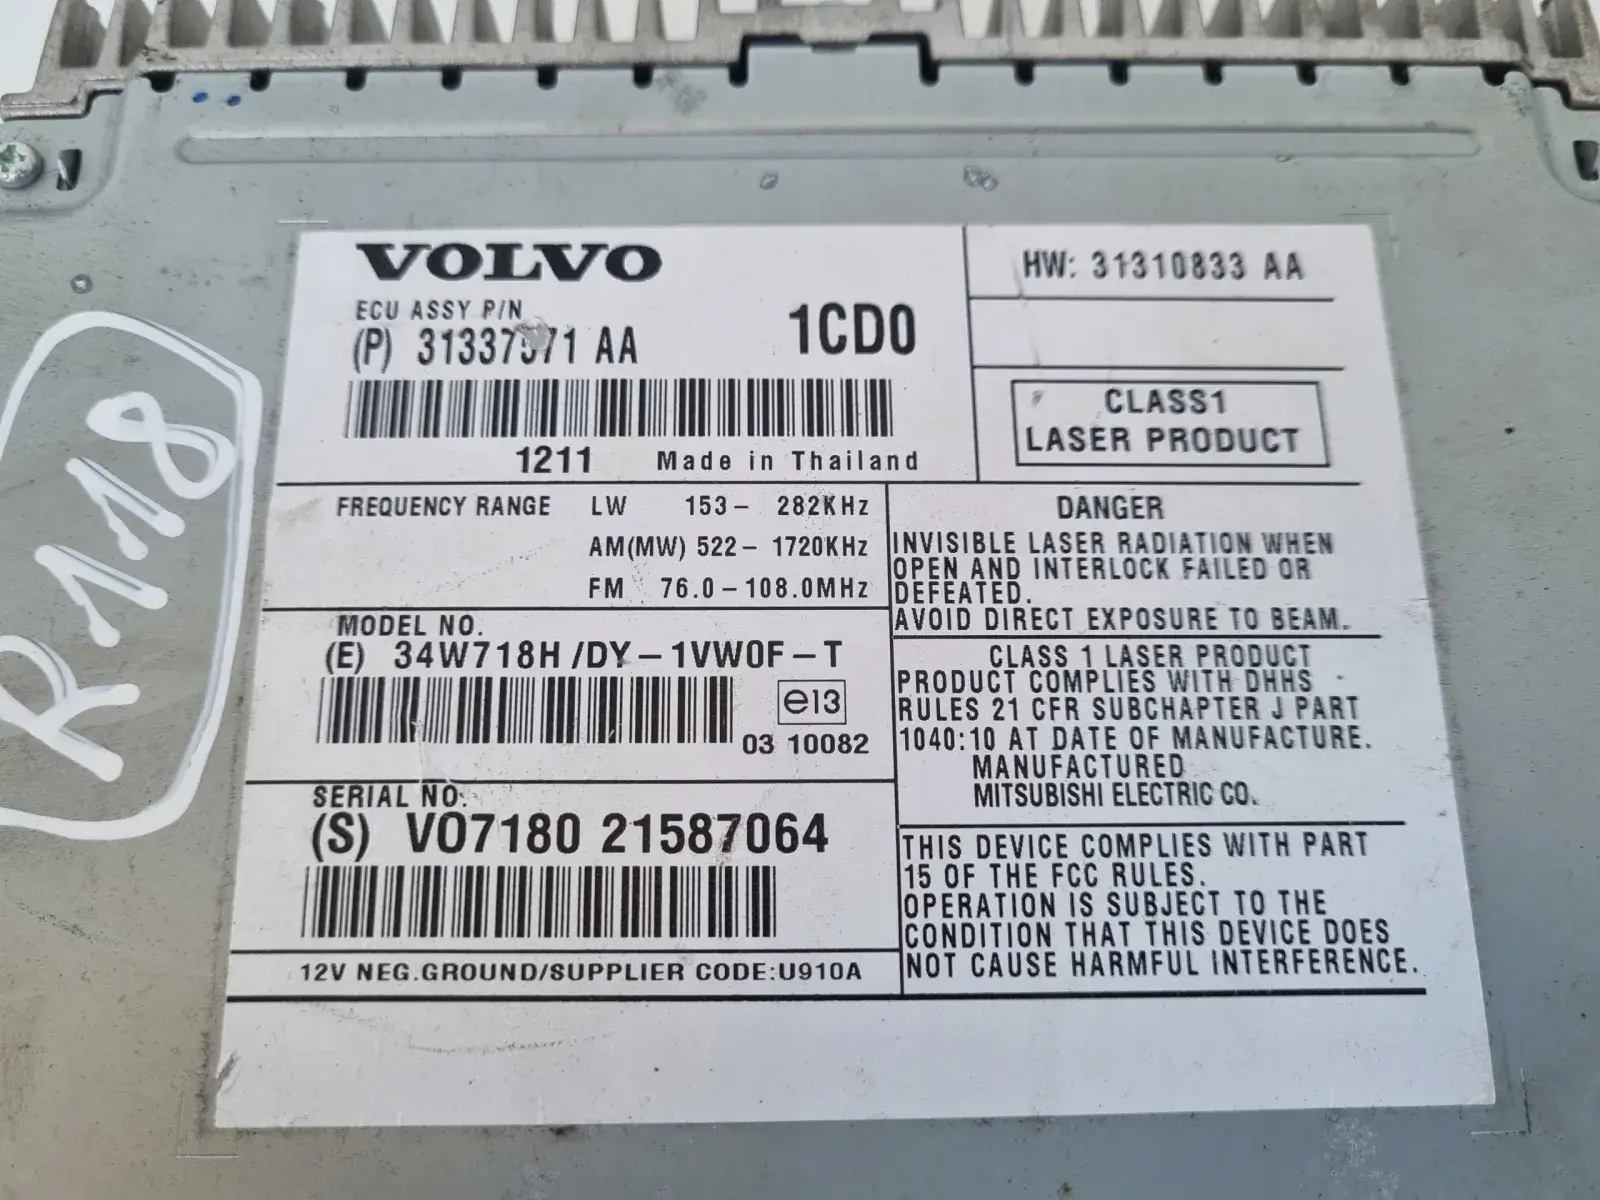 VOLVO
ECU ASSY P/N
(P) AA
1CD0
1211 Made in Thailand
HW: 31310833 AA
CLASS1
LASER PRODUCT
FREQUENCY RANGE LW 153 – 282KHz
AM(MW) 522 – 1720KHz
FM 76.0 – 108.0MHz
DANGER
INVISIBLE LASER RADIATION WHEN
OPEN AND INTERLOCK FAILED OR
DEFEATED.
AVOID DIRECT EXPOSURE TO BEAM.
MODEL NO.
(E) 34W718H /DY – 1VW0F – T
e13
03 10082
CLASS 1 LASER PRODUCT
PRODUCT COMPLIES WITH DHHS
RULES 21 CFR SUBCHAPTER J PART
1040:10 AT DATE OF MANUFACTURE.
MANUFACTURED
MITSUBISHI ELECTRIC CO.
SERIAL NO.
(S) VO7180 21587064
12V NEG.GROUND/SUPPLIER CODE:U910A
THIS DEVICE COMPLIES WITH PART
15 OF THE FCC RULES.
OPERATION IS SUBJECT TO THE
CONDITION THAT THIS DEVICE DOES
NOT CAUSE HARMFUL INTERFERENCE.
R118